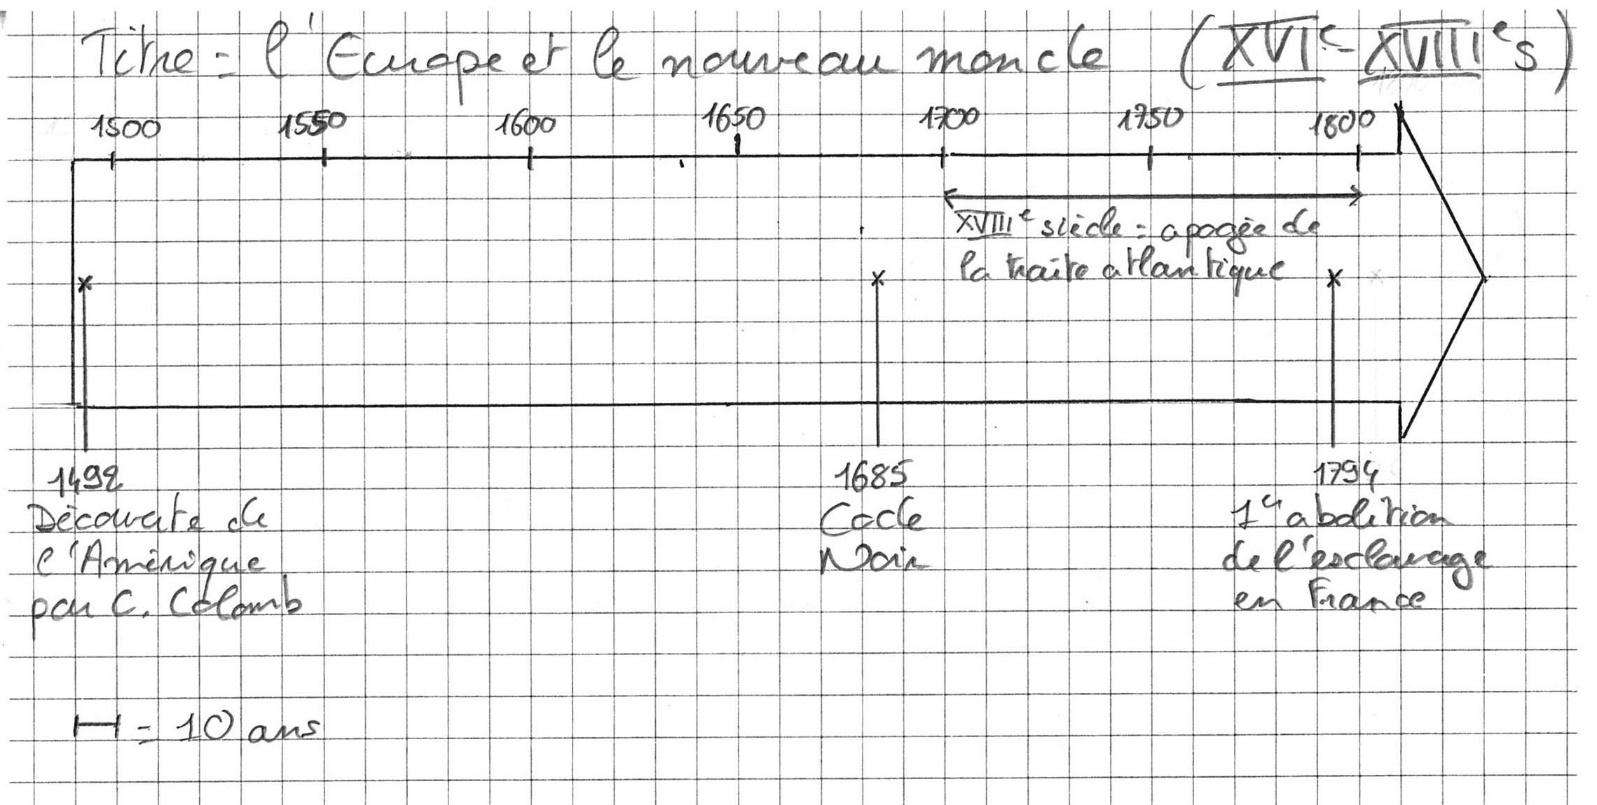 Titre = l'Europe et le nouveau monde (XVIe - XVIIIe s)
1500 1550 1600 1650 1700 1750 1800
XVIIIe siècle = apogée de
la traite atlantique
1492
Découverte de
l'Amérique
par C. Colomb
1685
Code
Noir
1794
1ère abolition
de l'esclavage
en France
= 10 ans